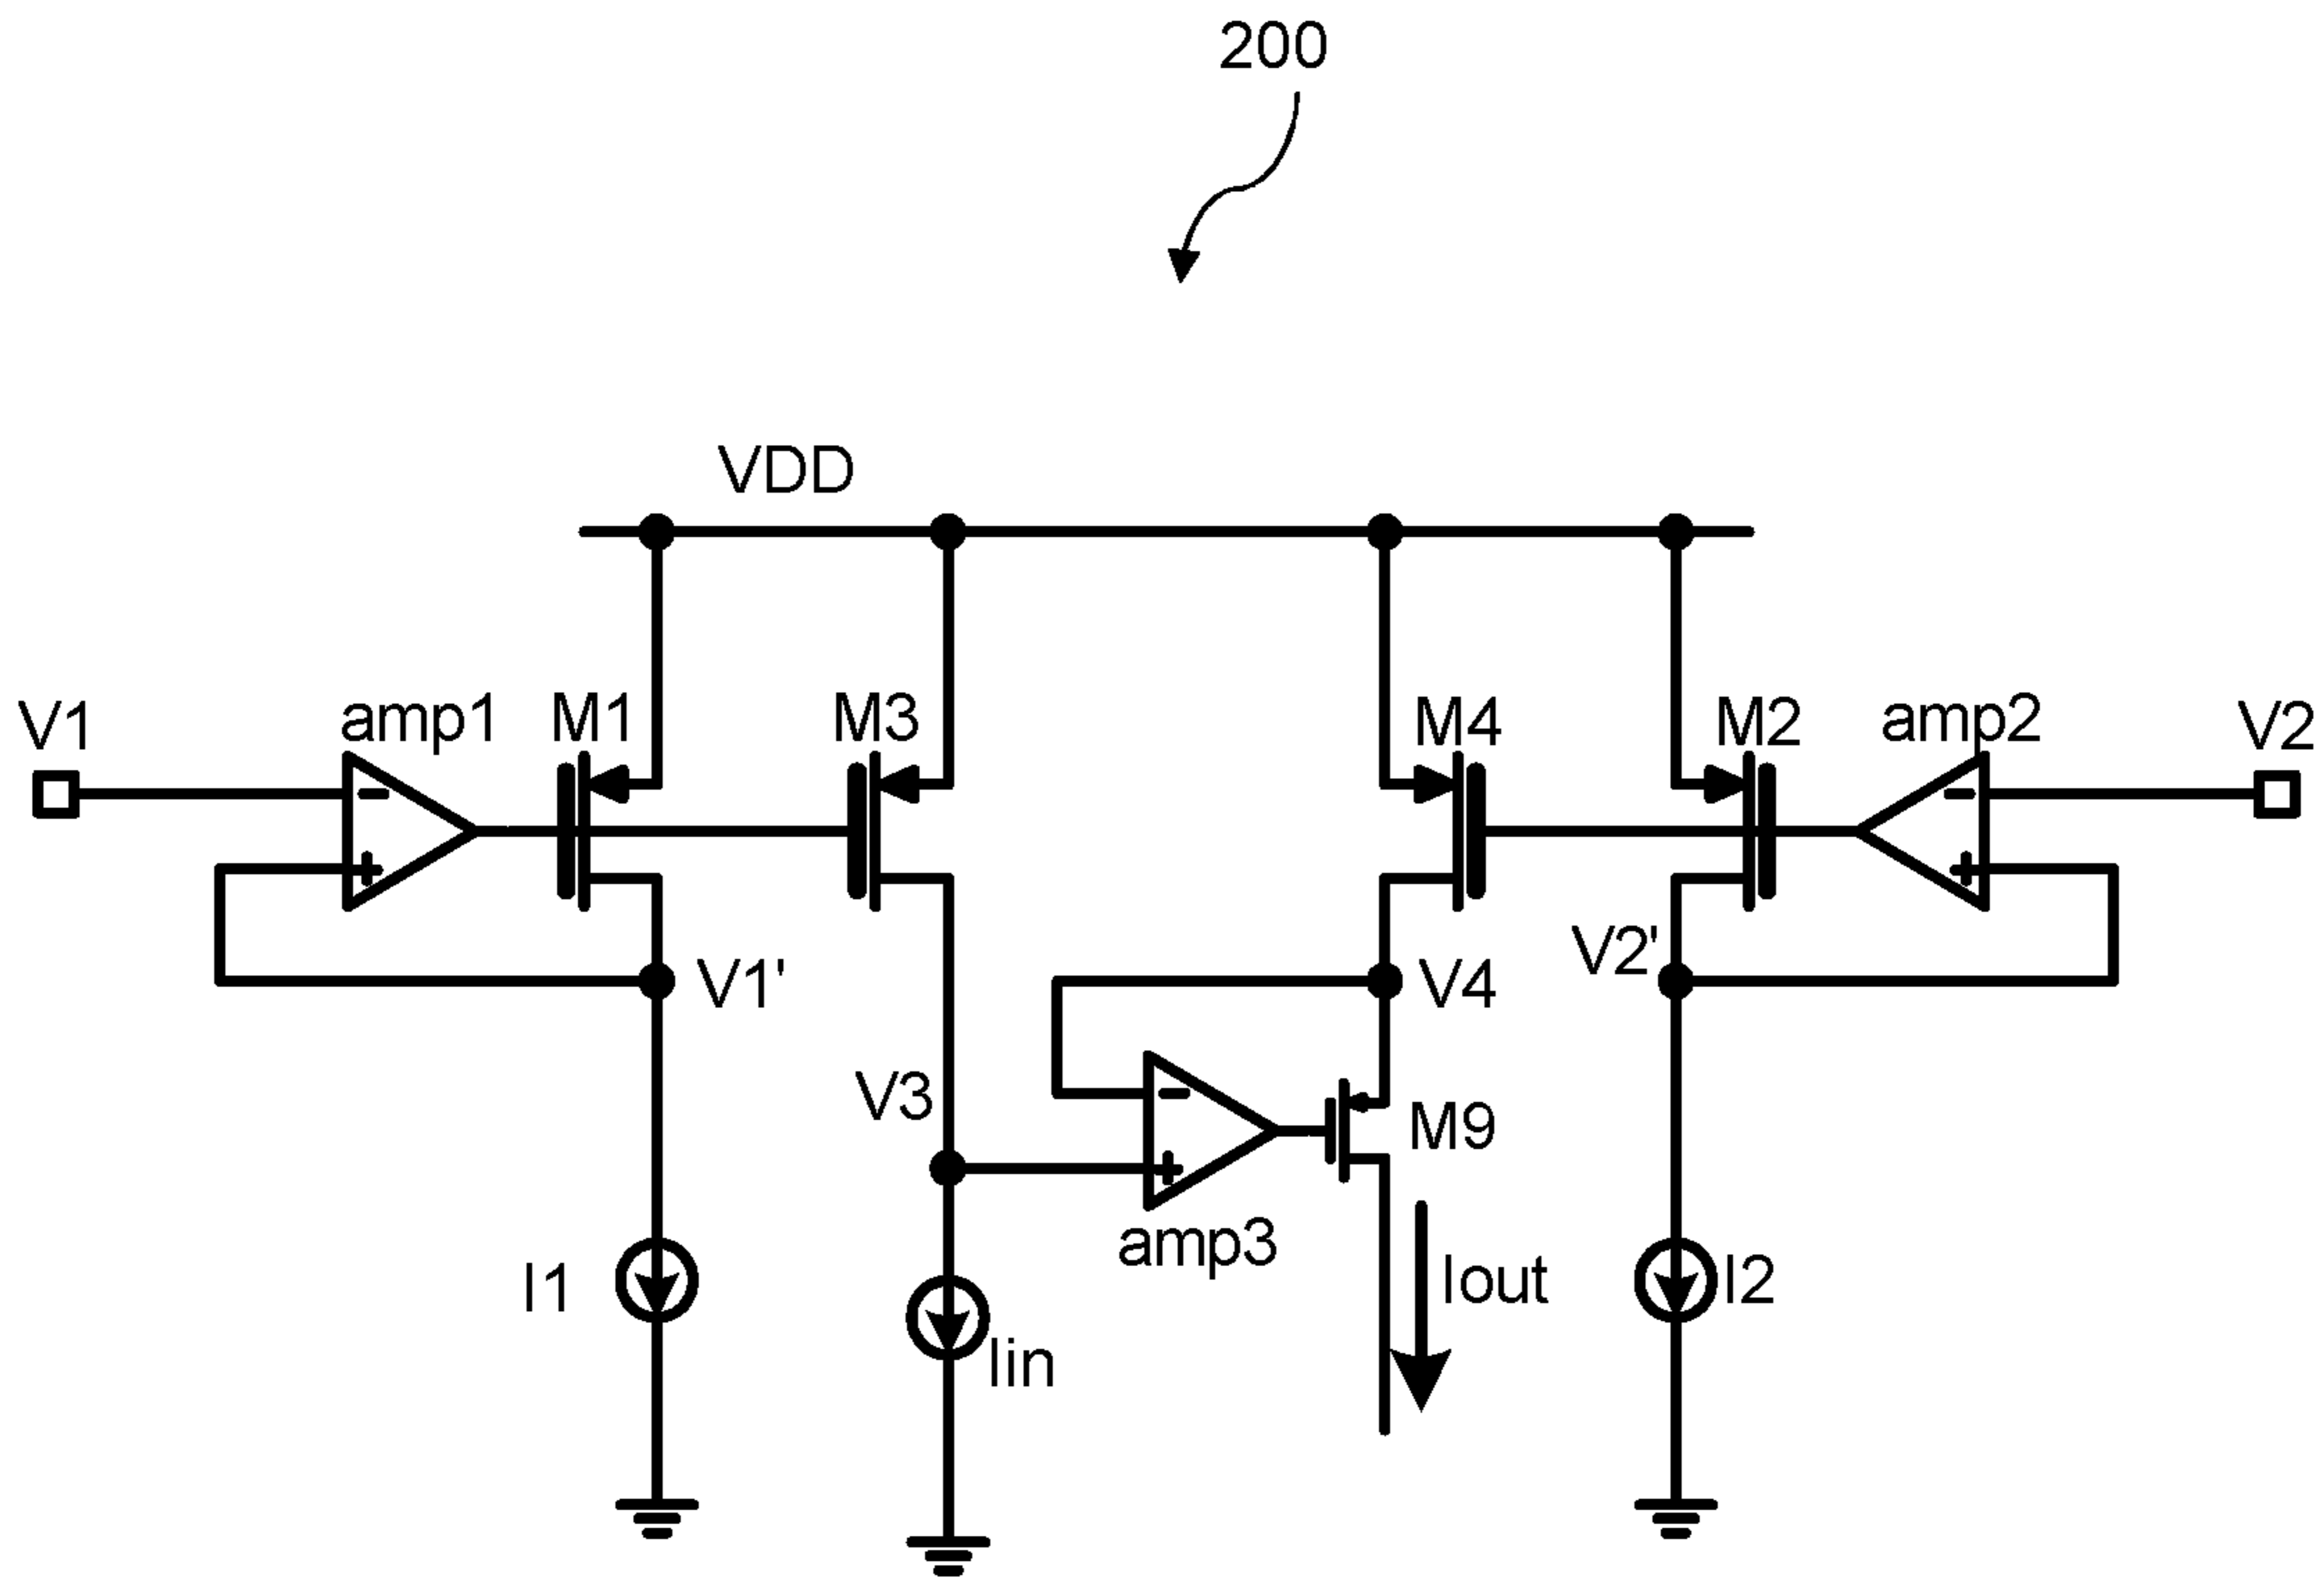 200
VDD
V1
amp1
M1
M3
M4
M2
amp2
V2
-
+
-
+
V1'
V4
V2'
V3
-
+
M9
amp3
I1
Iin
Iout
I2